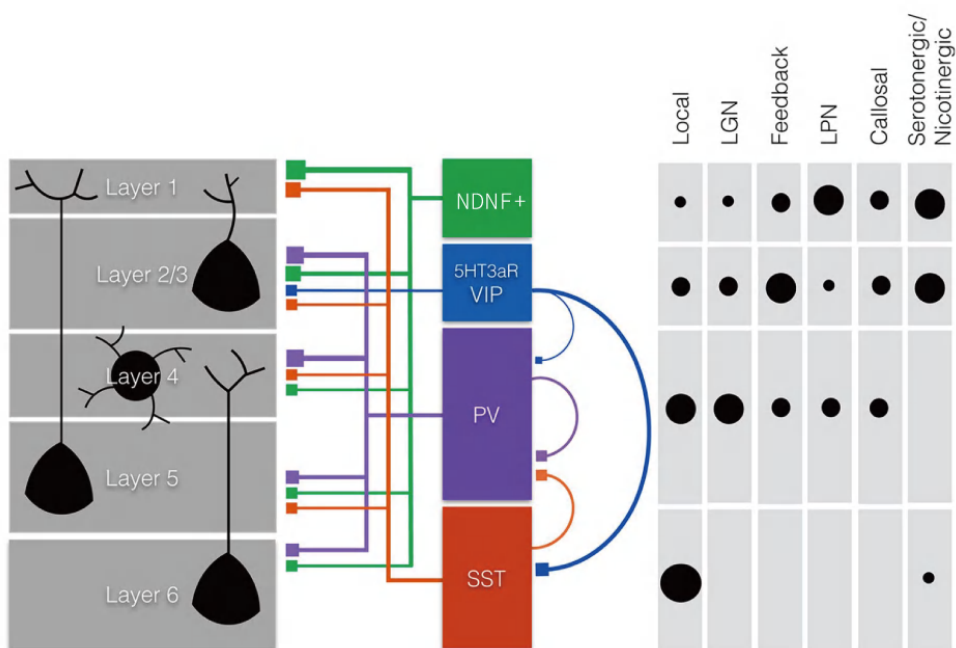 Local
LGN
Feedback
LPN
Callosal
Serotonergic/
Nicotinergic
Layer 1
Layer 2/3
Layer 4
Layer 5
Layer 6
NDNF+
5HT3aR
VIP
PV
SST